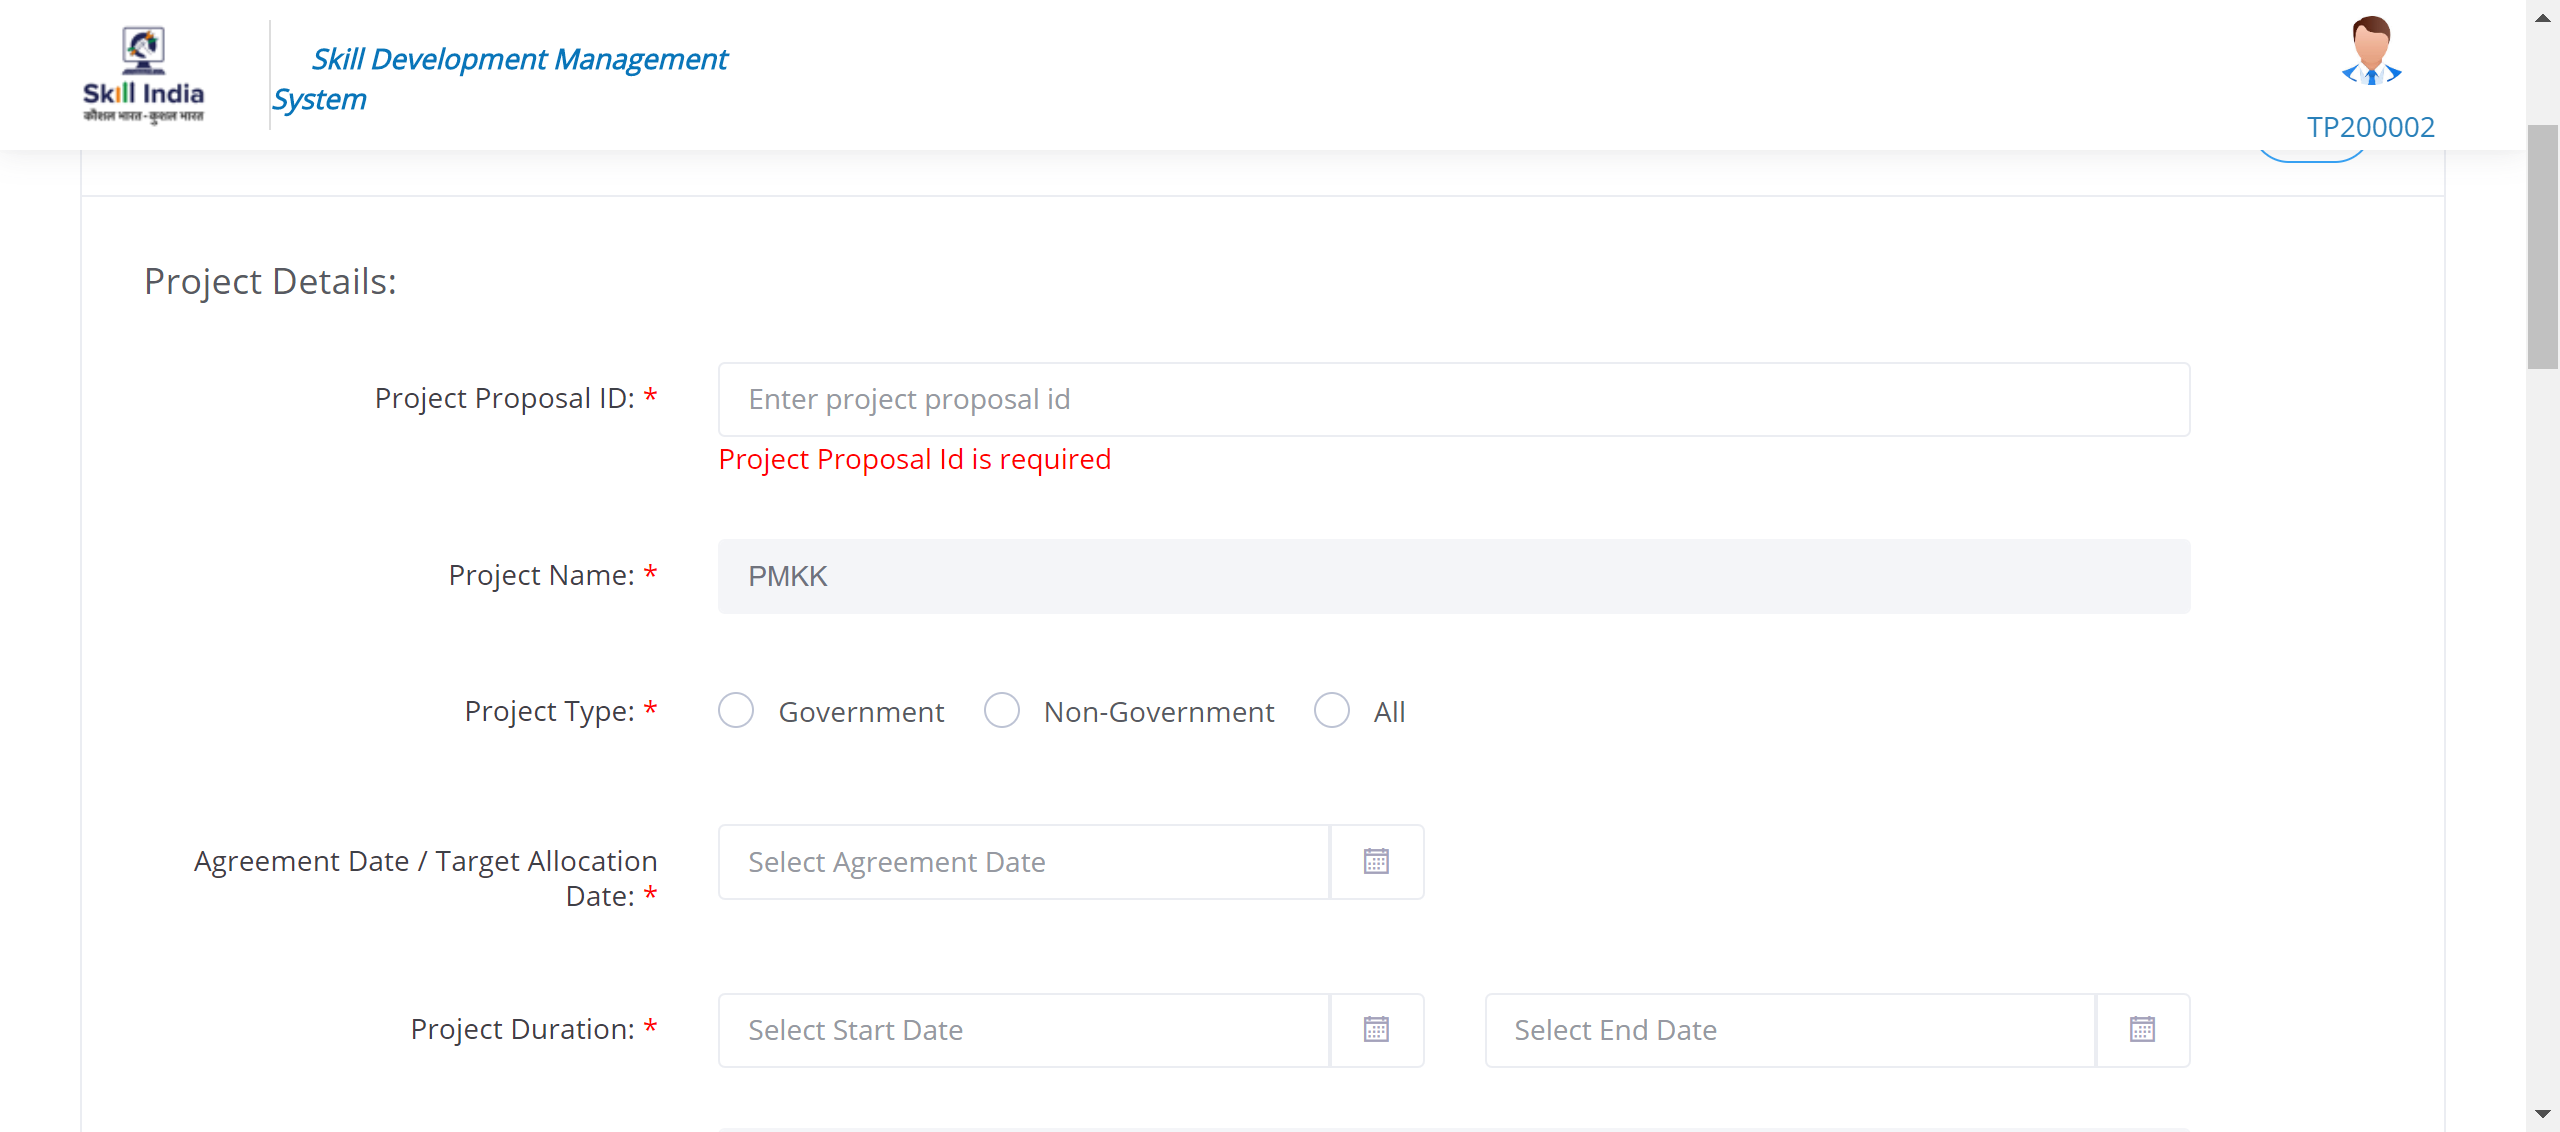 Skill India
कौशल भारत-कुशल भारत
Skill Development Management
System
TP200002
Project Details:
Project Proposal ID: *
Enter project proposal id
Project Proposal Id is required
Project Name: *
PMKK
Project Type: *
Government
Non-Government
All
Agreement Date / Target Allocation
Date: *
Select Agreement Date
Project Duration: *
Select Start Date
Select End Date